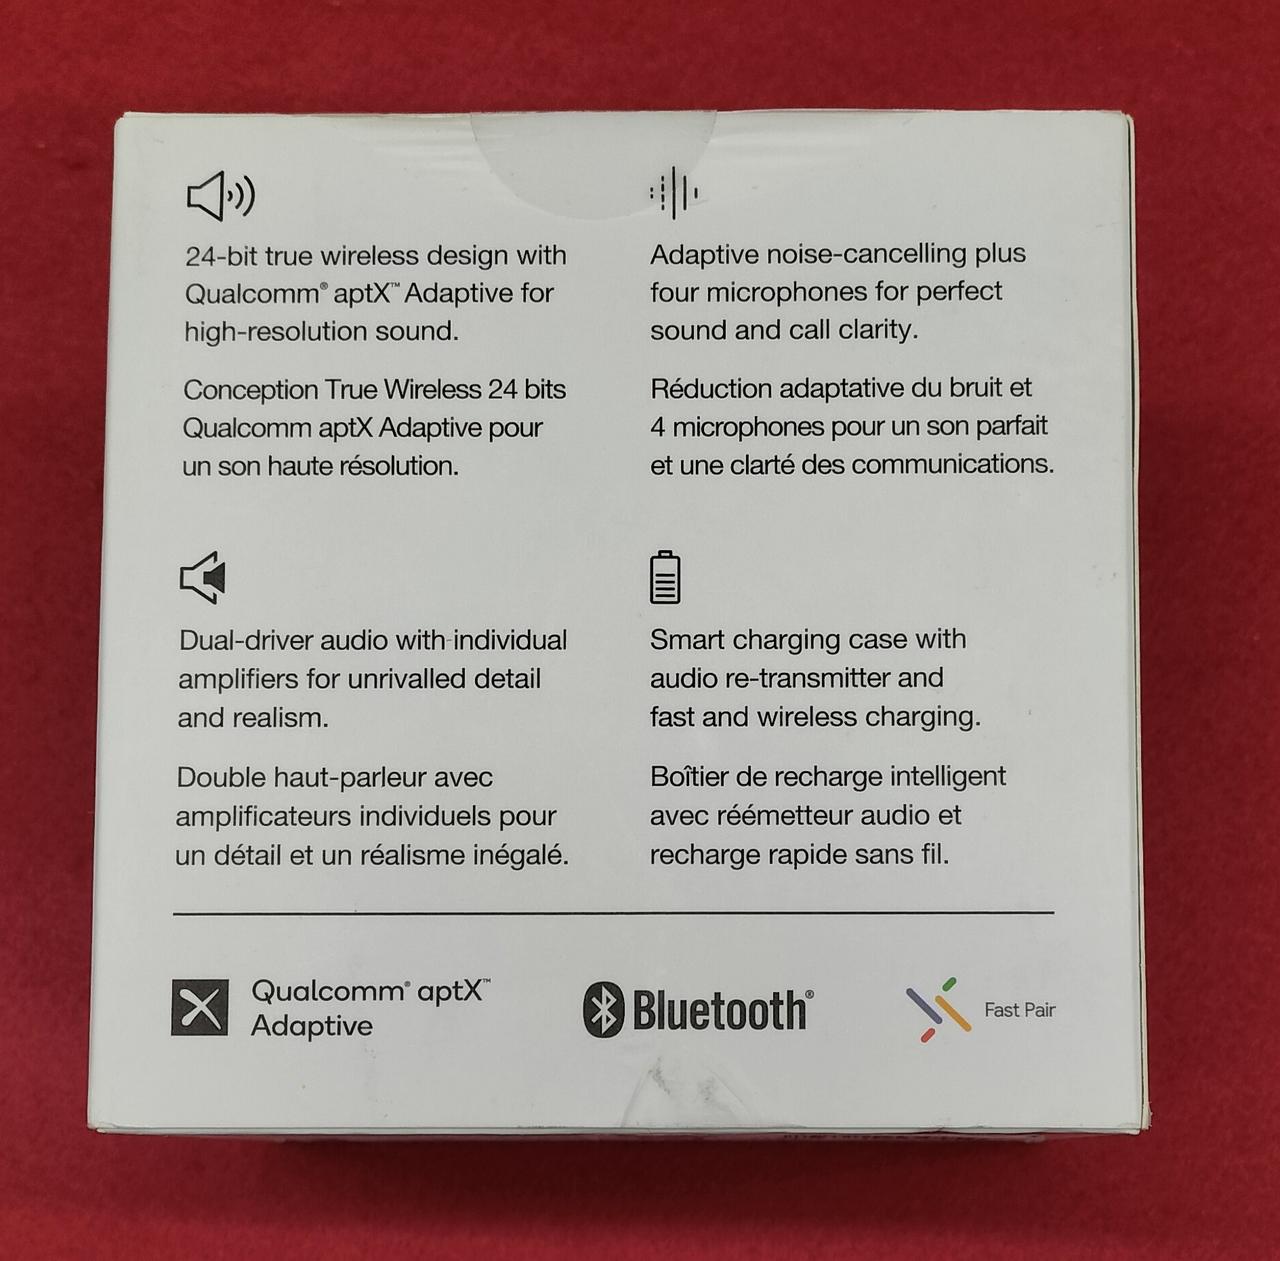 24-bit true wireless design with
Qualcomm® aptX™ Adaptive for
high-resolution sound.
Conception True Wireless 24 bits
Qualcomm aptX Adaptive pour
un son haute résolution.
Adaptive noise-cancelling plus
four microphones for perfect
sound and call clarity.
Réduction adaptative du bruit et
4 microphones pour un son parfait
et une clarté des communications.
Dual-driver audio with individual
amplifiers for unrivalled detail
and realism.
Double haut-parleur avec
amplificateurs individuels pour
un détail et un réalisme inégalé.
Smart charging case with
audio re-transmitter and
fast and wireless charging.
Boîtier de recharge intelligent
avec réémetteur audio et
recharge rapide sans fil.
Qualcomm® aptX™
Adaptive
Bluetooth®
Fast Pair